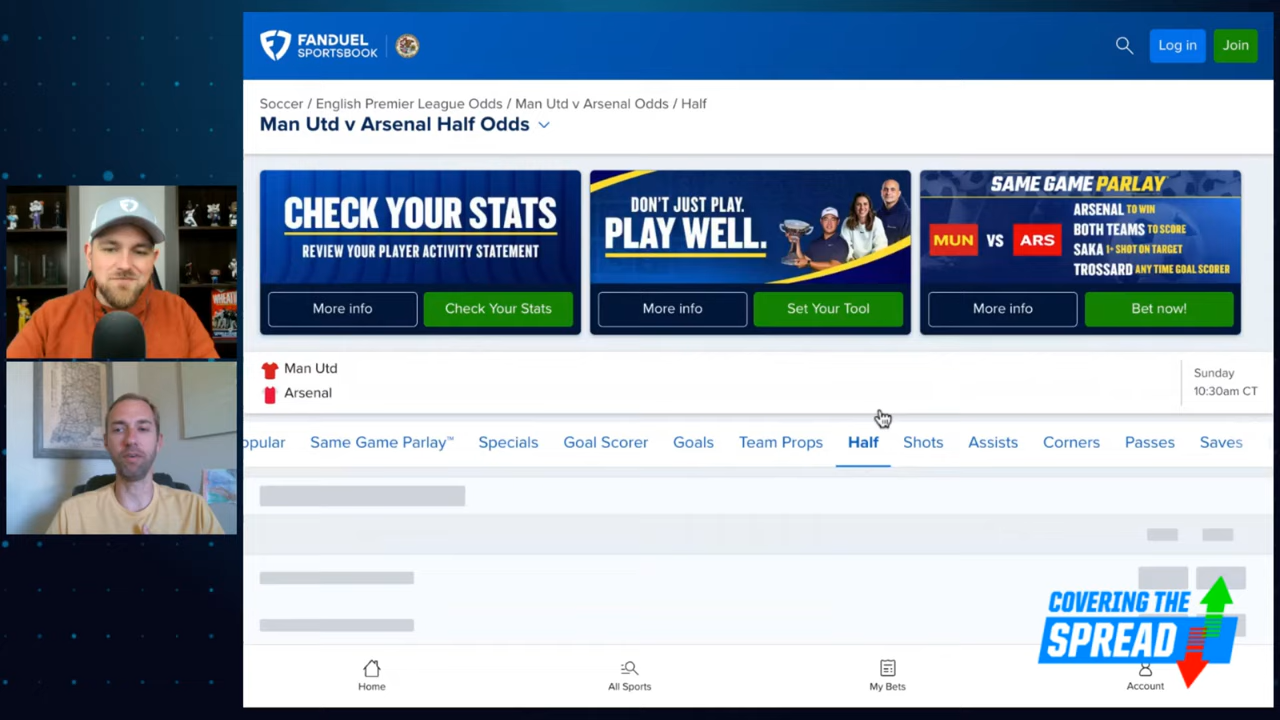 FANDUEL
SPORTSBOOK
Log in
Join
Soccer / English Premier League Odds / Man Utd v Arsenal Odds / Half
Man Utd v Arsenal Half Odds
CHECK YOUR STATS
REVIEW YOUR PLAYER ACTIVITY STATEMENT
More info
Check Your Stats
DON'T JUST PLAY.
PLAY WELL.
More info
Set Your Tool
SAME GAME PARLAY
MUN VS ARS
ARSENAL TO WIN
BOTH TEAMS TO SCORE
SAKA 1+ SHOT ON TARGET
TROSSARD ANY TIME GOAL SCORER
More info
Bet now!
Man Utd
Arsenal
Sunday
10:30am CT
opular Same Game Parlay™ Specials Goal Scorer Goals Team Props Half Shots Assists Corners Passes Saves
COVERING THE
SPREAD
Home
All Sports
My Bets
Account